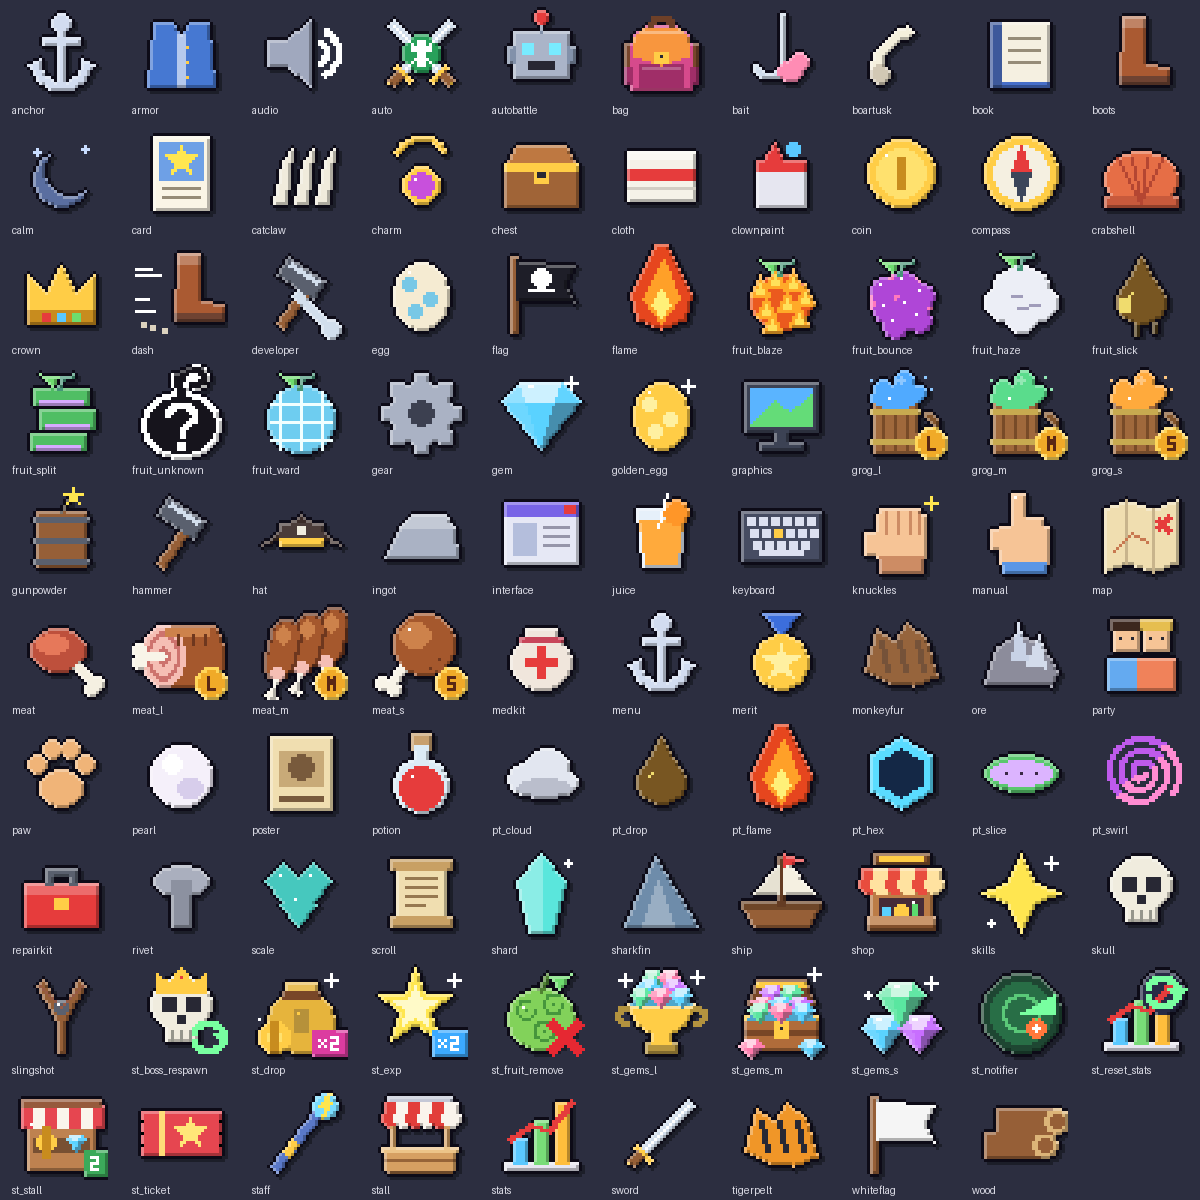 anchor armor audio auto autobattle bag bait boartusk book boots
calm card catclaw charm chest cloth clownpaint coin compass crabshell
crown dash developer egg flag flame fruit_blaze fruit_bounce fruit_haze fruit_slick
?
L M S
fruit_split fruit_unknown fruit_ward gear gem golden_egg graphics grog_l grog_m grog_s
gunpowder hammer hat ingot interface juice keyboard knuckles manual map
L M S
meat meat_l meat_m meat_s medkit menu merit monkeyfur ore party
paw pearl poster potion pt_cloud pt_drop pt_flame pt_hex pt_slice pt_swirl
repairkit rivet scale scroll shard sharkfin ship shop skills skull
x2 x2
slingshot st_boss_respawn st_drop st_exp st_fruit_remove st_gems_l st_gems_m st_gems_s st_notifier st_reset_stats
2
st_stall st_ticket staff stall stats sword tigerpelt whiteflag wood